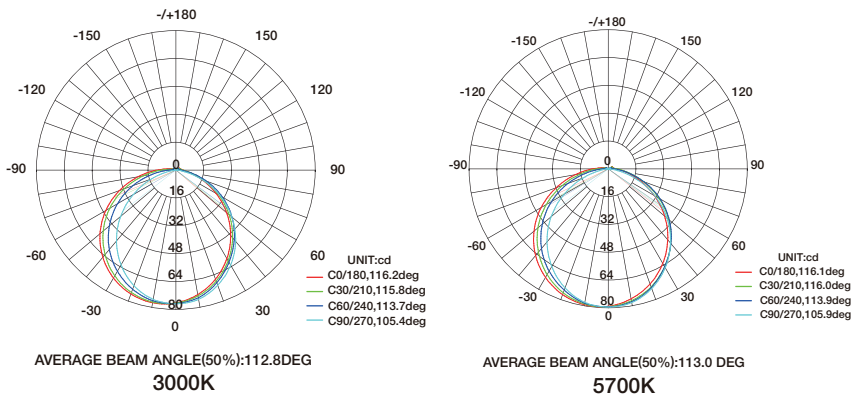 -/+180
-150
150
-120
120
-90
90
-60
60
-30
30
0
0
16
32
48
64
80
UNIT:cd
C0/180,116.2deg
C30/210,115.8deg
C60/240,113.7deg
C90/270,105.4deg
AVERAGE BEAM ANGLE(50%):112.8DEG
3000K
-/+180
-150
150
-120
120
-90
90
-60
60
-30
30
0
0
16
32
48
64
80
UNIT:cd
C0/180,116.1deg
C30/210,116.0deg
C60/240,113.9deg
C90/270,105.9deg
AVERAGE BEAM ANGLE(50%):113.0 DEG
5700K